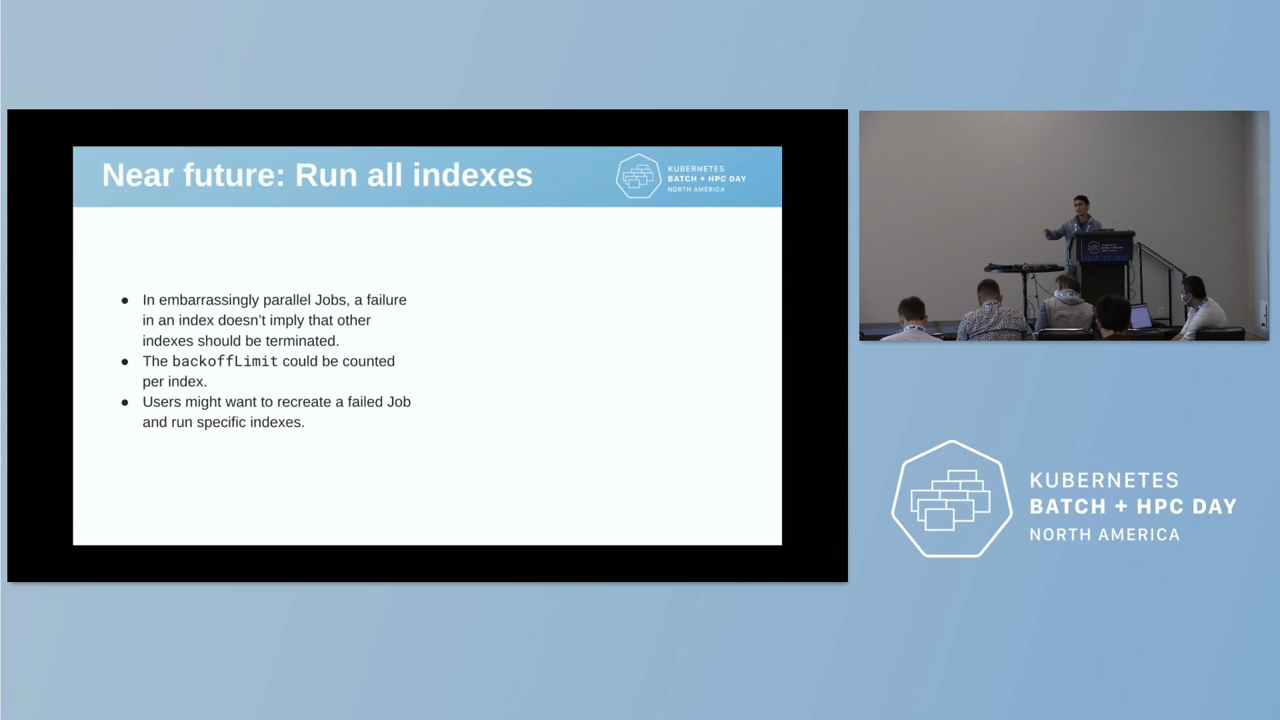 Near future: Run all indexes
KUBERNETES
BATCH + HPC DAY
NORTH AMERICA
● In embarrassingly parallel Jobs, a failure
in an index doesn’t imply that other
indexes should be terminated.
● The backoffLimit could be counted
per index.
● Users might want to recreate a failed Job
and run specific indexes.
KUBERNETES
BATCH + HPC DAY
NORTH AMERICA